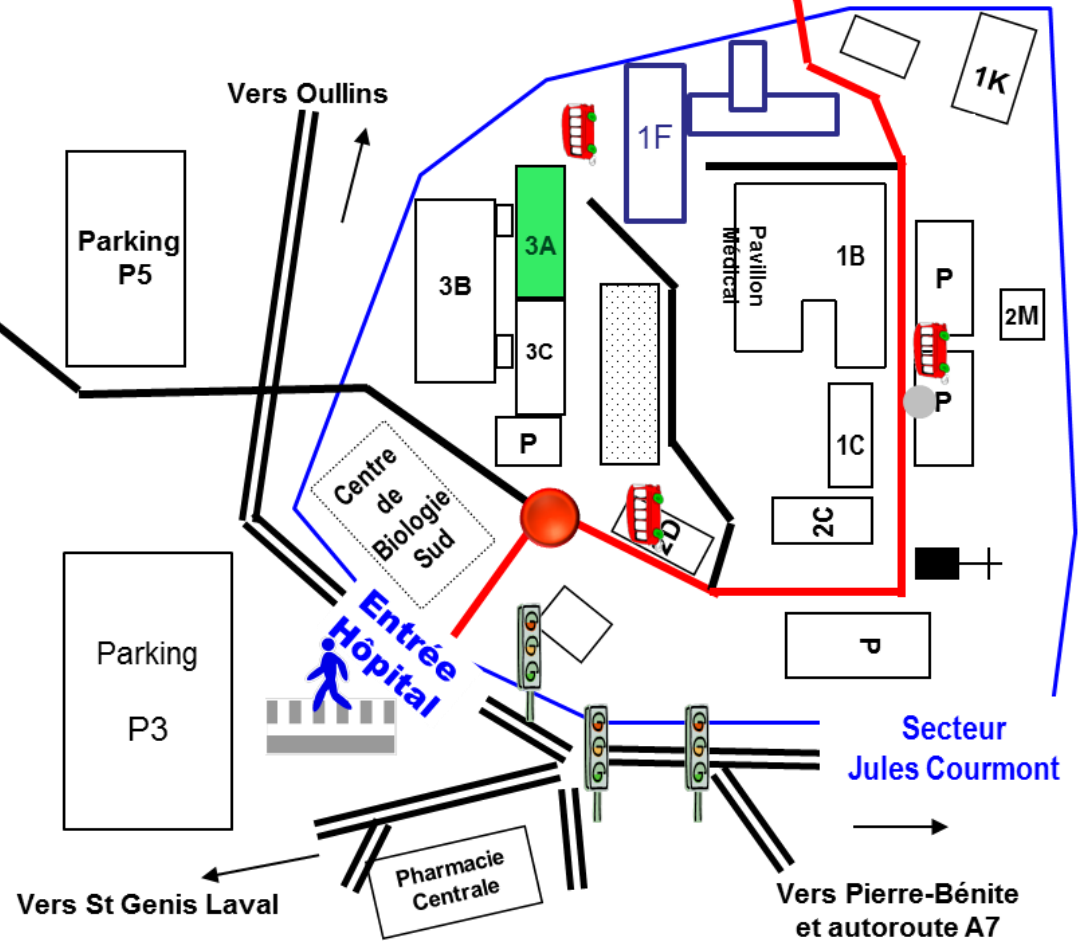 Vers Oullins
1K
1F
Parking
P5
3A
3B
3C
P
Pavillon
Médical
1B
P
2M
P
1C
2C
2D
Centre
de
Biologie
Sud
Entrée
Hôpital
P
Parking
P3
Secteur
Jules Courmont
Pharmacie
Centrale
Vers St Genis Laval
Vers Pierre-Bénite
et autoroute A7